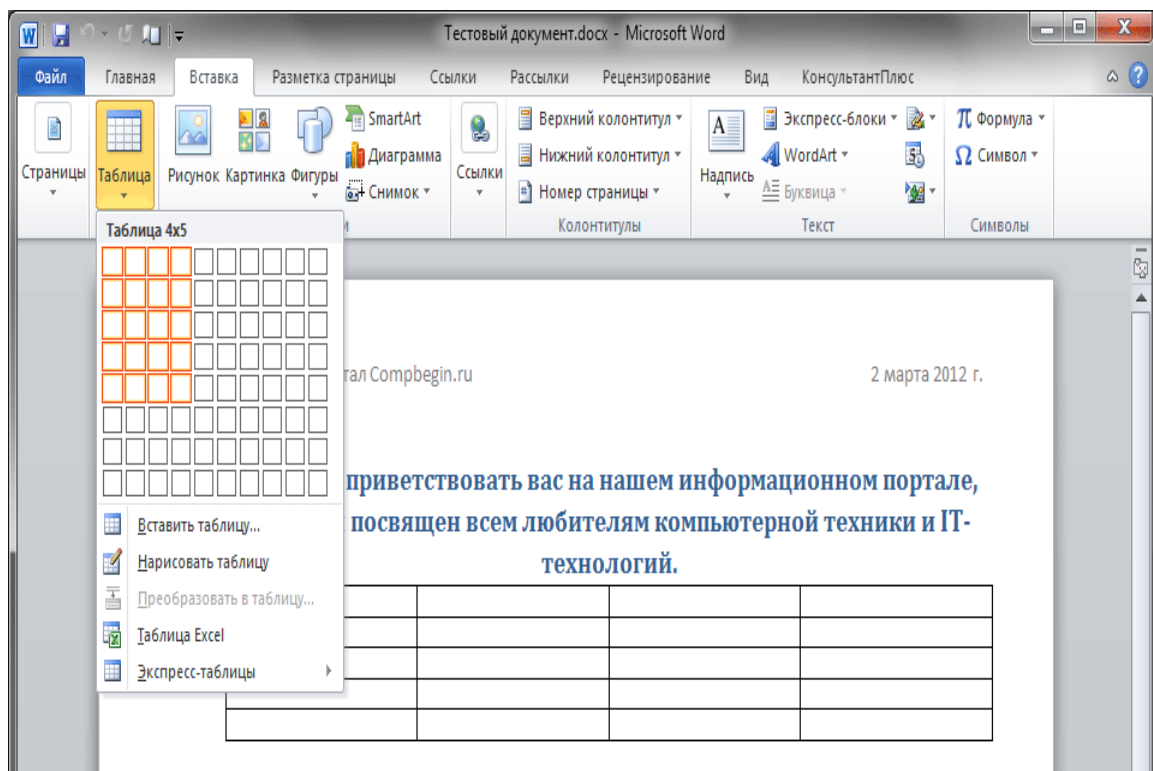 Тестовый документ.docx - Microsoft Word
Файл Главная Вставка Разметка страницы Ссылки Рассылки Рецензирование Вид КонсультантПлюс
Страницы
Таблица
Рисунок
Картинка
Фигуры
SmartArt
Диаграмма
Снимок
Ссылки
Верхний колонтитул
Нижний колонтитул
Номер страницы
Колонтитулы
Надпись
Экспресс-блоки
WordArt
Буквица
Текст
Формула
Символ
Символы
Таблица 4x5
Вставить таблицу...
Нарисовать таблицу
Преобразовать в таблицу...
Таблица Excel
Экспресс-таблицы
Compbegin.ru 2 марта 2012 г.
приветствовать вас на нашем информационном портале,
посвящен всем любителям компьютерной техники и IT-
технологий.